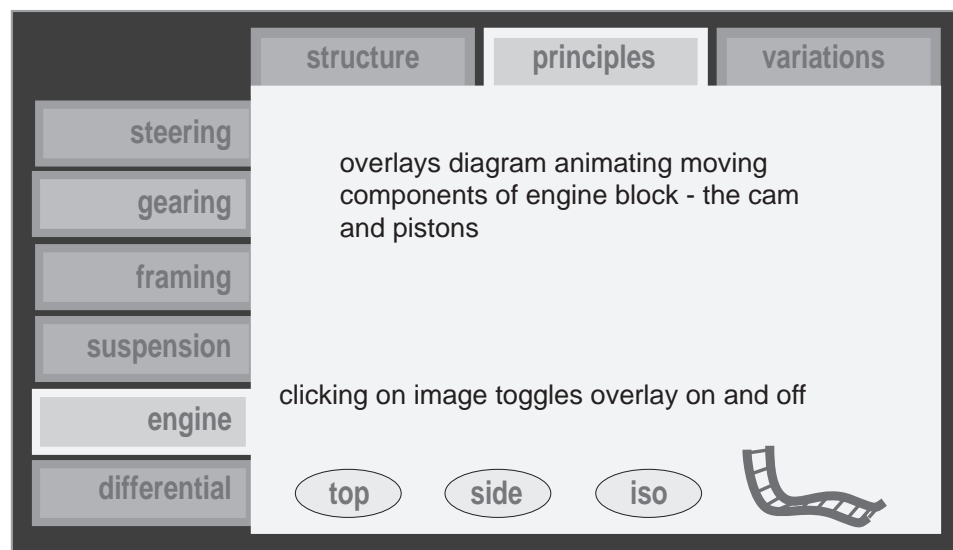 structure
principles
variations
steering
gearing
framing
suspension
engine
differential
overlays diagram animating moving
components of engine block - the cam
and pistons
clicking on image toggles overlay on and off
top
side
iso